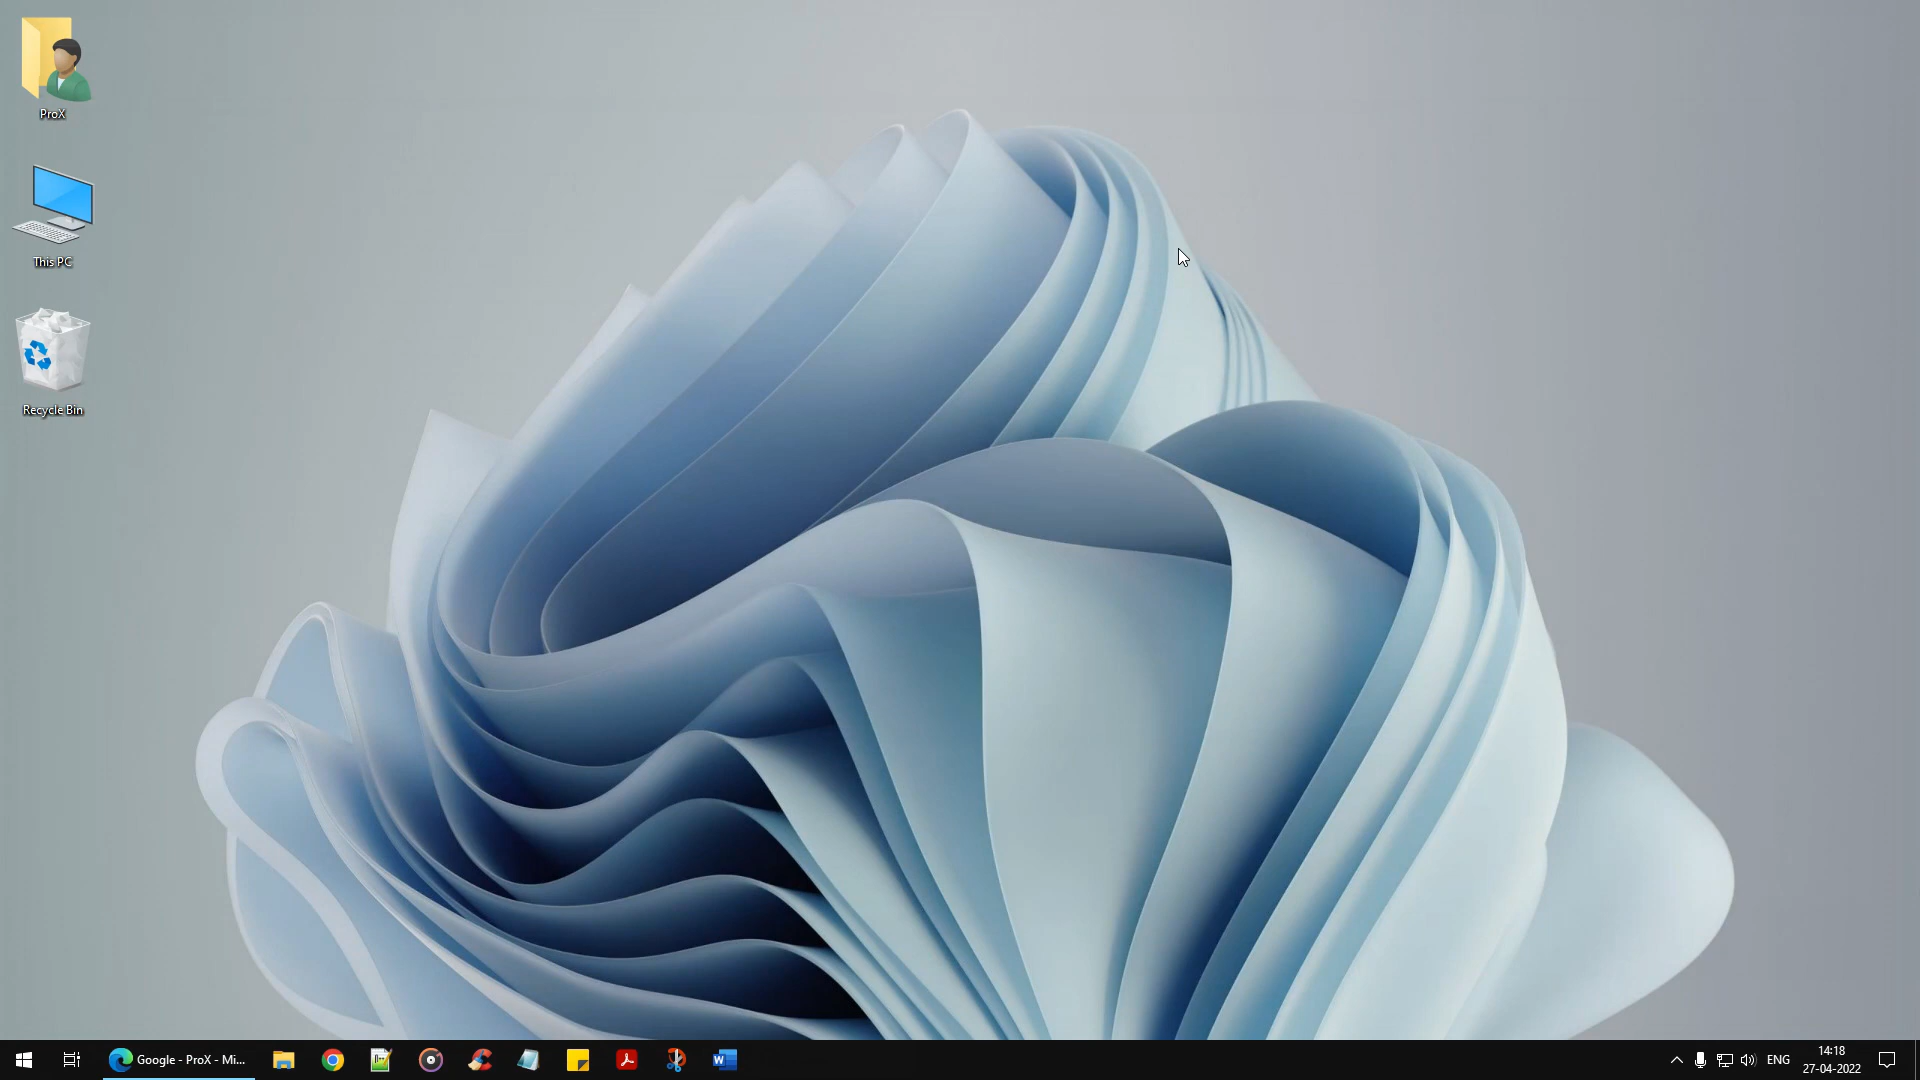 ProX
This PC
Recycle Bin
Google - ProX - Mi...
ENG
14:18
27-04-2022